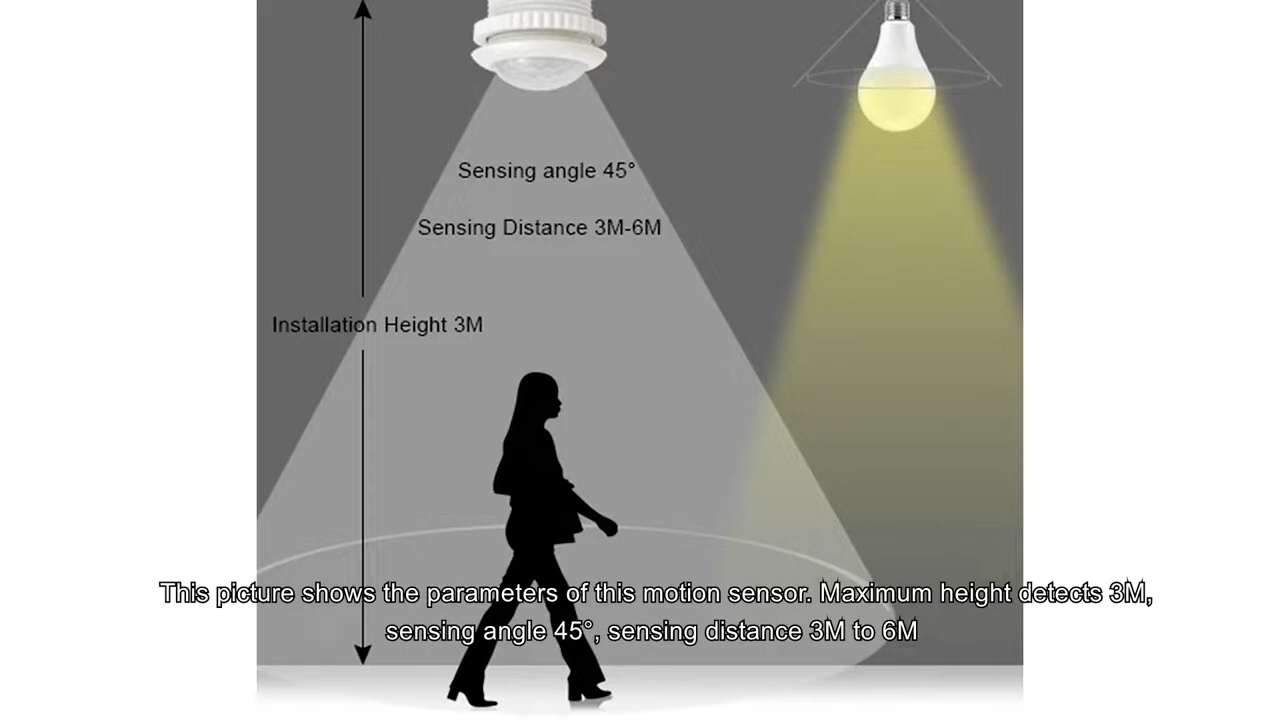 Sensing angle 45°
Sensing Distance 3M-6M
Installation Height 3M
This picture shows the parameters of this motion sensor. Maximum height detects 3M,
sensing angle 45°, sensing distance 3M to 6M